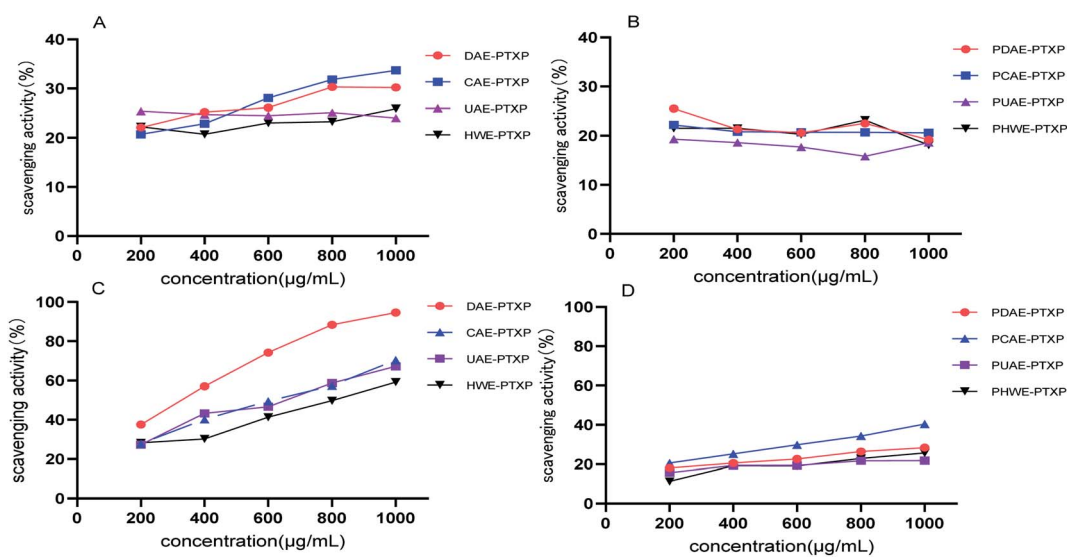 A
scavenging activity(%)
40
30
20
10
0
0 200 400 600 800 1000
concentration(μg/mL)
DAE-PTXP
CAE-PTXP
UAE-PTXP
HWE-PTXP
B
scavenging activity(%)
40
30
20
10
0
0 200 400 600 800 1000
concentration(μg/mL)
PDAE-PTXP
PCAE-PTXP
PUAE-PTXP
PHWE-PTXP
C
scavenging activity(%)
100
80
60
40
20
0
0 200 400 600 800 1000
concentration(μg/mL)
DAE-PTXP
CAE-PTXP
UAE-PTXP
HWE-PTXP
D
scavenging activity(%)
100
80
60
40
20
0
0 200 400 600 800 1000
concentration(μg/mL)
PDAE-PTXP
PCAE-PTXP
PUAE-PTXP
PHWE-PTXP